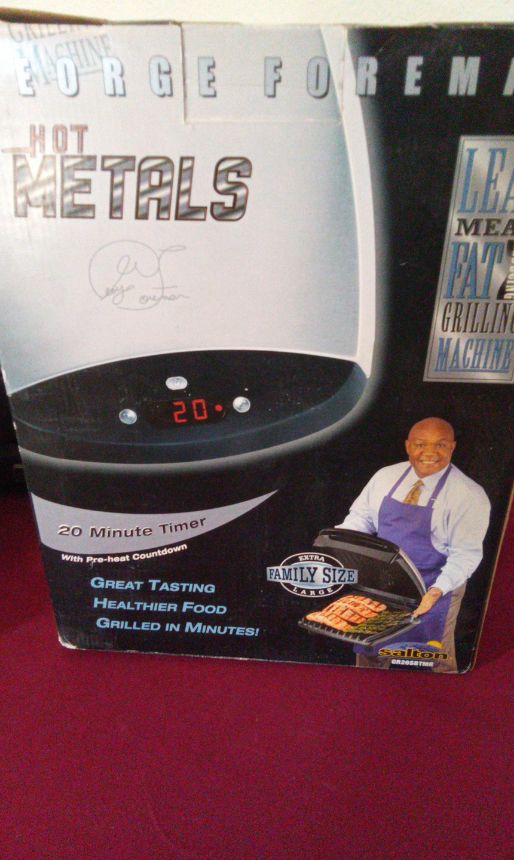 GRILLING
MACHINE
EORGE FOREMA
HOT
METALS
LEA
MEA
FAT
GRILLING
MACHINE
20
20 Minute Timer
With Pre-heat Countdown
EXTRA
FAMILY SIZE
LARGE
GREAT TASTING
HEALTHIER FOOD
GRILLED IN MINUTES!
salton